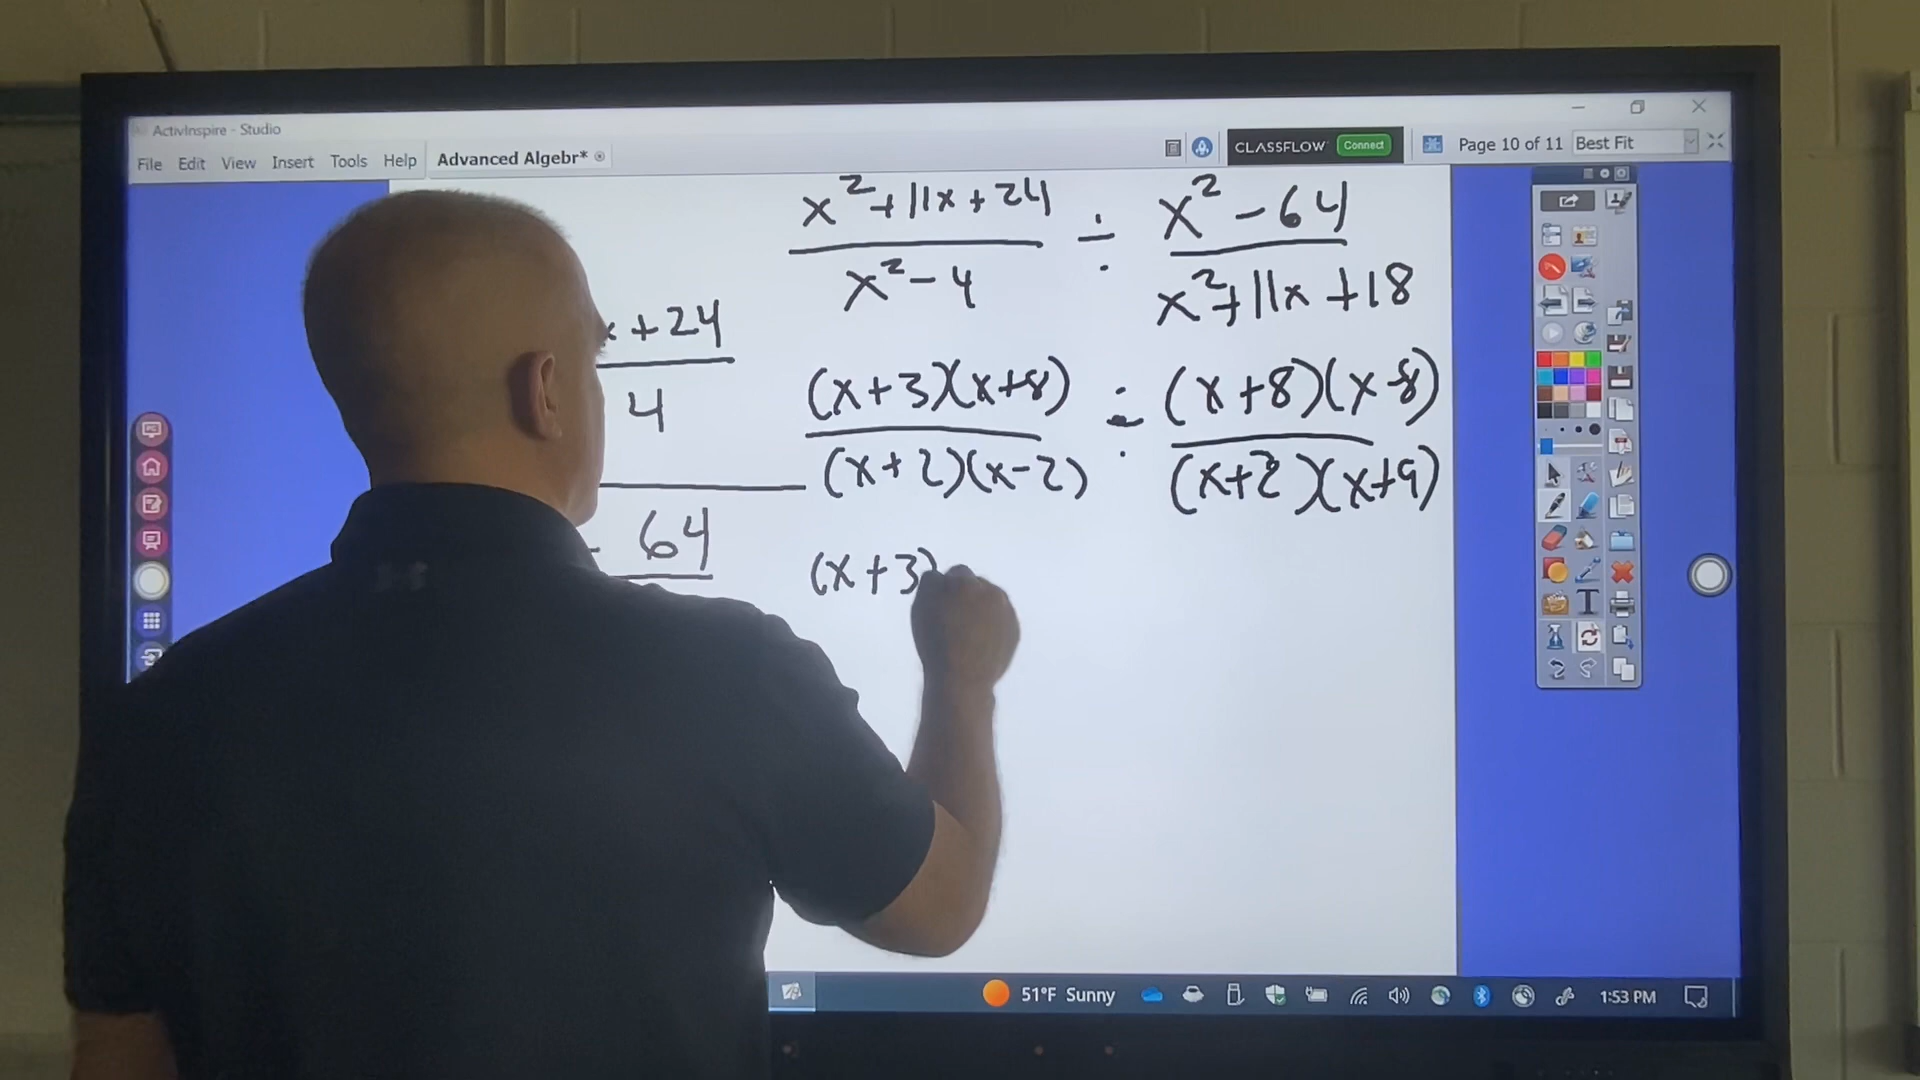 ActivInspire - Studio
File Edit View Insert Tools Help Advanced Algebr*
CLASSFLOW Connect Page 10 of 11 Best Fit
x² + 11x + 24 ÷ x² - 64
x² - 4 x² + 11x + 18
x + 24
4
64
(x+3)(x+8) ÷ (x+8)(x-8)
(x+2)(x-2) (x+2)(x+9)
(x+3)
T
51°F Sunny 1:53 PM